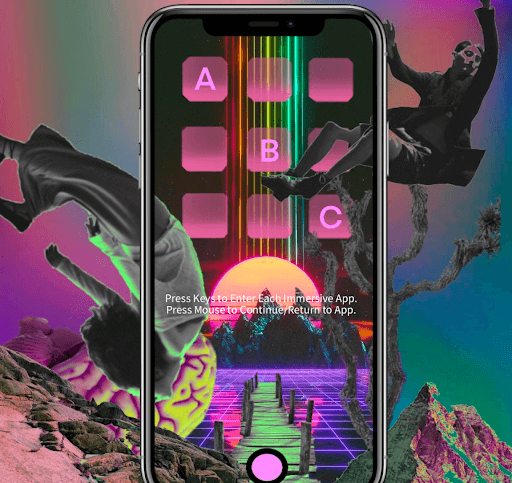 A
B
C
Press Keys to Enter Each Immersive App.
Press Mouse to Continue/Return to App.